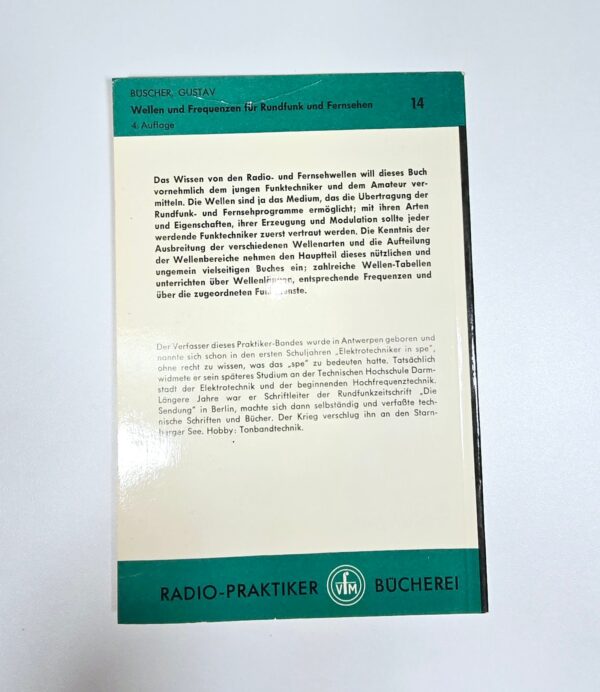 BÜSCHER, GUSTAV
Wellen und Frequenzen für Rundfunk und Fernsehen
14
4. Auflage
Das Wissen von den Radio- und Fernsehwellen will dieses Buch
vornehmlich dem jungen Funktechniker und dem Amateur ver-
mitteln. Die Wellen sind ja das Medium, das die Übertragung der
Rundfunk- und Fernsehprogramme ermöglicht; mit ihren Arten
und Eigenschaften, ihrer Erzeugung und Modulation sollte jeder
werdende Funktechniker zuerst vertraut werden. Die Kenntnis der
Ausbreitung der verschiedenen Wellenarten und die Aufteilung
der Wellenbereiche nehmen den Hauptteil dieses nützlichen und
ungemein vielseitigen Buches ein; zahlreiche Wellen-Tabellen
unterrichten über Wellenlängen, entsprechende Frequenzen und
über die zugeordneten Funkdienste.
Der Verfasser dieses Praktiker-Bandes wurde in Antwerpen geboren und
nannte sich schon in den ersten Schuljahren „Elektrotechniker in spe“,
ohne recht zu wissen, was das „spe“ zu bedeuten hatte. Tatsächlich
widmete er sein späteres Studium an der Technischen Hochschule Darm-
stadt der Elektrotechnik und der beginnenden Hochfrequenztechnik.
Längere Jahre war er Schriftleiter der Rundfunkzeitschrift „Die
Sendung“ in Berlin, machte sich dann selbständig und verfaßte tech-
nische Schriften und Bücher. Der Krieg verschlug ihn an den Starn-
berger See. Hobby: Tonbandtechnik.
RADIO-PRAKTIKER fVM BÜCHEREI